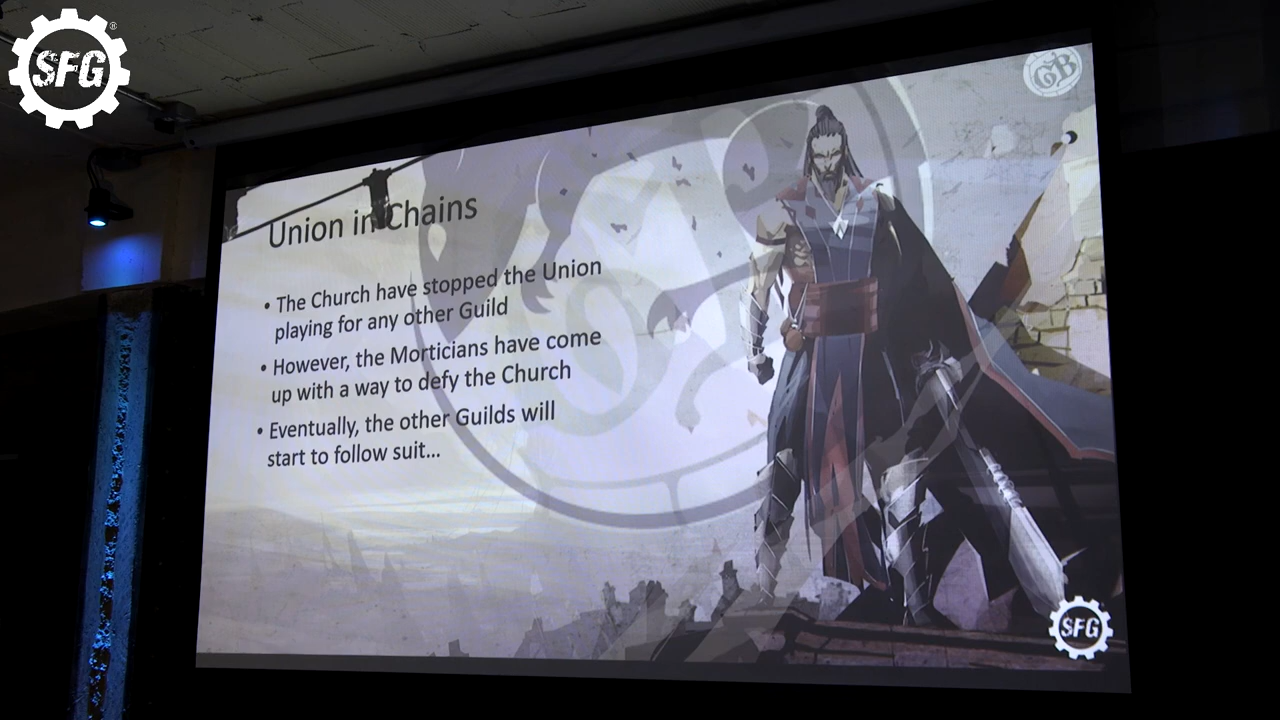 SFG
®
GB
Union in Chains
• The Church have stopped the Union
playing for any other Guild
• However, the Morticians have come
up with a way to defy the Church
• Eventually, the other Guilds will
start to follow suit...
SFG